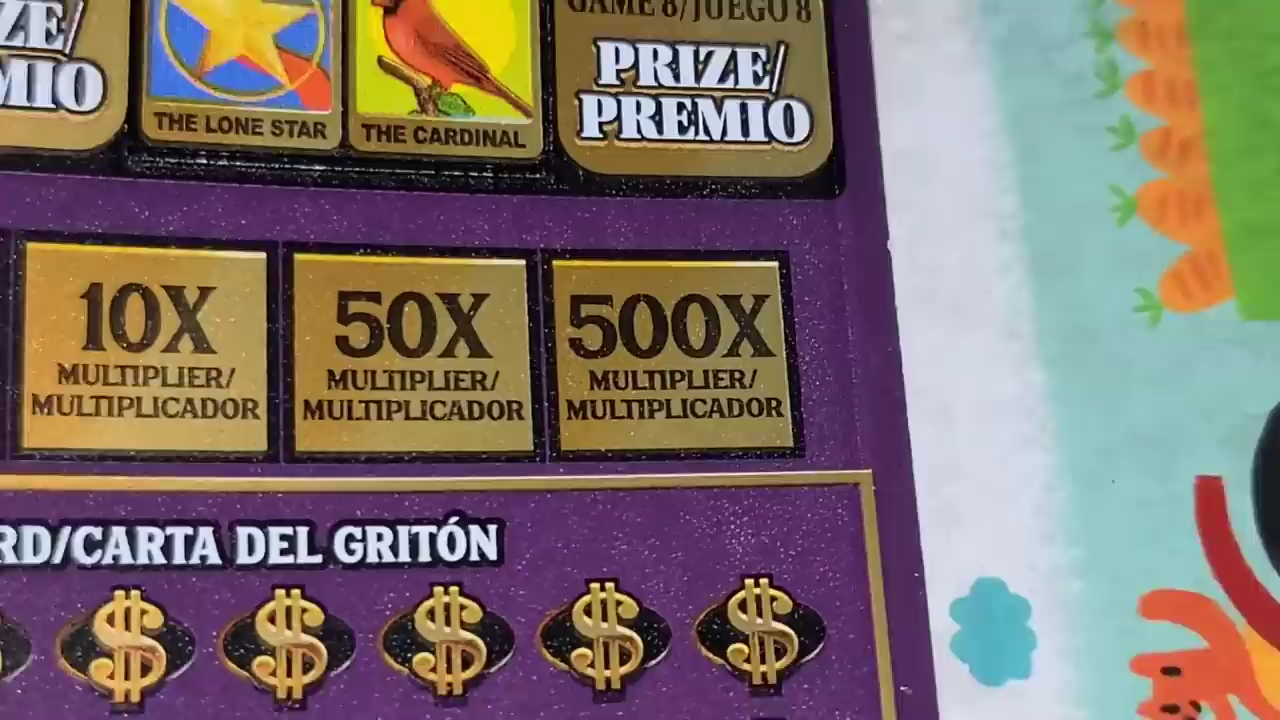 GAME 8/JUEGO 8
ZE/
MIO
PRIZE/
PREMIO
THE LONE STAR
THE CARDINAL
10X
MULTIPLIER/
MULTIPLICADOR
50X
MULTIPLIER/
MULTIPLICADOR
500X
MULTIPLIER/
MULTIPLICADOR
RD/CARTA DEL GRITÓN
$ $ $ $ $